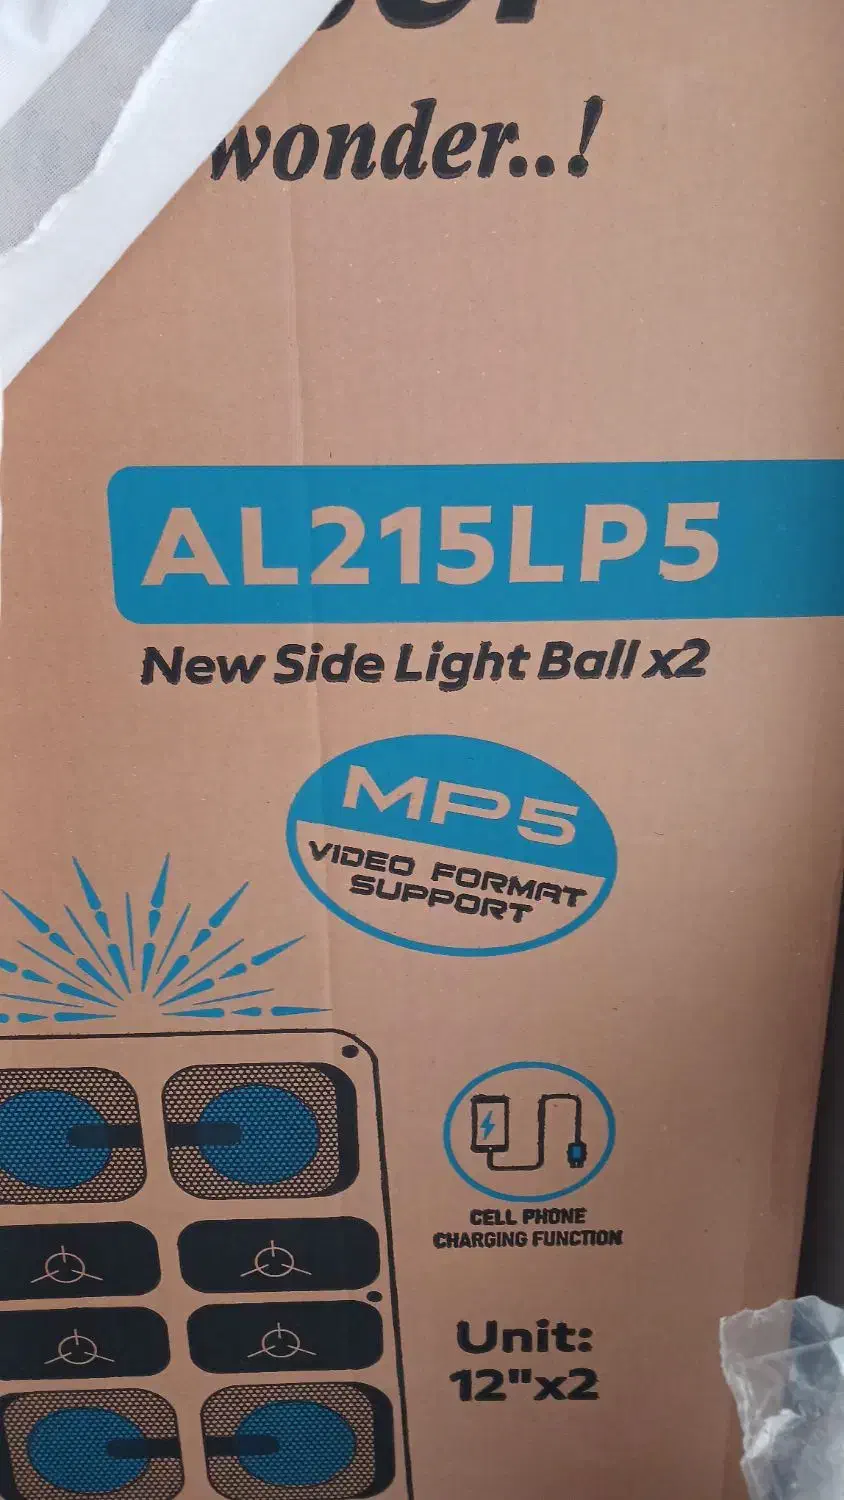 wonder..!
AL215LP5
New Side Light Ball x2
MP5
VIDEO FORMAT
SUPPORT
CELL PHONE
CHARGING FUNCTION
Unit:
12"x2